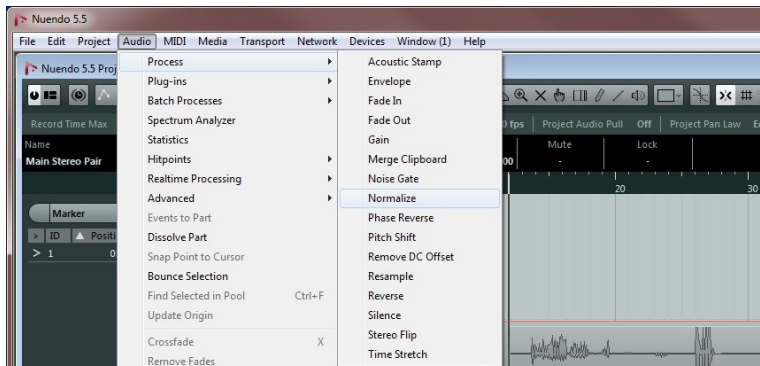 Nuendo 5.5
File Edit Project Audio MIDI Media Transport Network Devices Window (1) Help
Nuendo 5.5 Proj
Record Time Max
fps Project Audio Pull Off Project Pan Law
Name
Mute Lock
Main Stereo Pair
00 - -
20 30
Marker
> ID Positi
> 1 0
Process
Plug-ins
Batch Processes
Spectrum Analyzer
Statistics
Hitpoints
Realtime Processing
Advanced
Events to Part
Dissolve Part
Snap Point to Cursor
Bounce Selection
Find Selected in Pool Ctrl+F
Update Origin
Crossfade X
Remove Fades
Acoustic Stamp
Envelope
Fade In
Fade Out
Gain
Merge Clipboard
Noise Gate
Normalize
Phase Reverse
Pitch Shift
Remove DC Offset
Resample
Reverse
Silence
Stereo Flip
Time Stretch